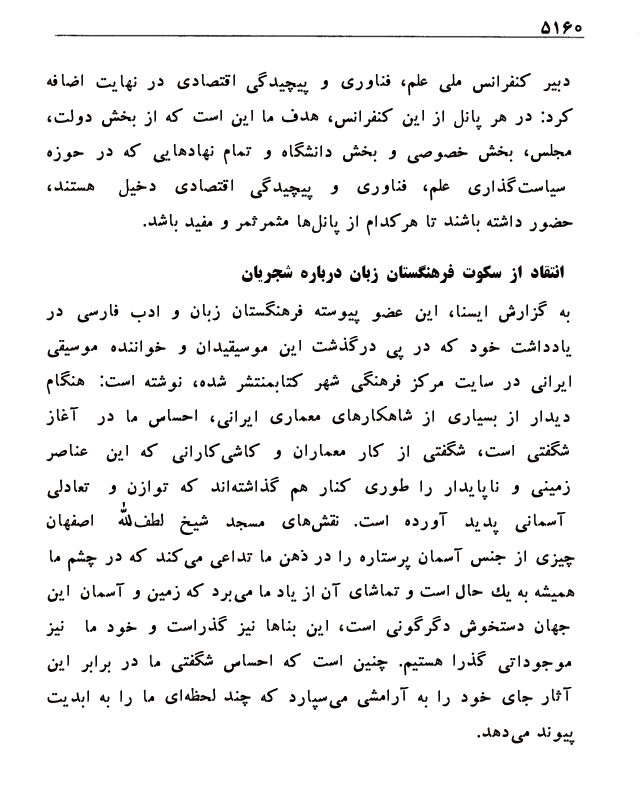 ۵۱۶۰
دبیر کنفرانس ملی علم، فناوری و پیچیدگی اقتصادی در نهایت اضافه
کرد: در هر پانل از این کنفرانس، هدف ما این است که از بخش دولت،
مجلس، بخش خصوصی و بخش دانشگاه و تمام نهادهایی که در حوزه
سیاست‌گذاری علم، فناوری و پیچیدگی اقتصادی دخیل هستند،
حضور داشته باشند تا هرکدام از پانل‌ها مثمرثمر و مفید باشد.
انتقاد از سکوت فرهنگستان زبان درباره شجریان
به گزارش ایسنا، این عضو پیوسته فرهنگستان زبان و ادب فارسی در
یادداشت خود که در پی درگذشت این موسیقیدان و خواننده موسیقی
ایرانی در سایت مرکز فرهنگی شهر کتابمنتشر شده، نوشته است: هنگام
دیدار از بسیاری از شاهکارهای معماری ایرانی، احساس ما در آغاز
شگفتی است، شگفتی از کار معماران و کاشی‌کارانی که این عناصر
زمینی و ناپایدار را طوری کنار هم گذاشته‌اند که توازن و تعادلی
آسمانی پدید آورده است. نقش‌های مسجد شیخ لطف‌لله اصفهان
چیزی از جنس آسمان پرستاره را در ذهن ما تداعی می‌کند که در چشم ما
همیشه به یك حال است و تماشای آن از یاد ما می‌برد که زمین و آسمان این
جهان دستخوش دگرگونی است، این بناها نیز گذراست و خود ما نیز
موجوداتی گذرا هستیم. چنین است که احساس شگفتی ما در برابر این
آثار جای خود را به آرامشی می‌سپارد که چند لحظه‌ای ما را به ابدیت
پیوند می‌دهد.